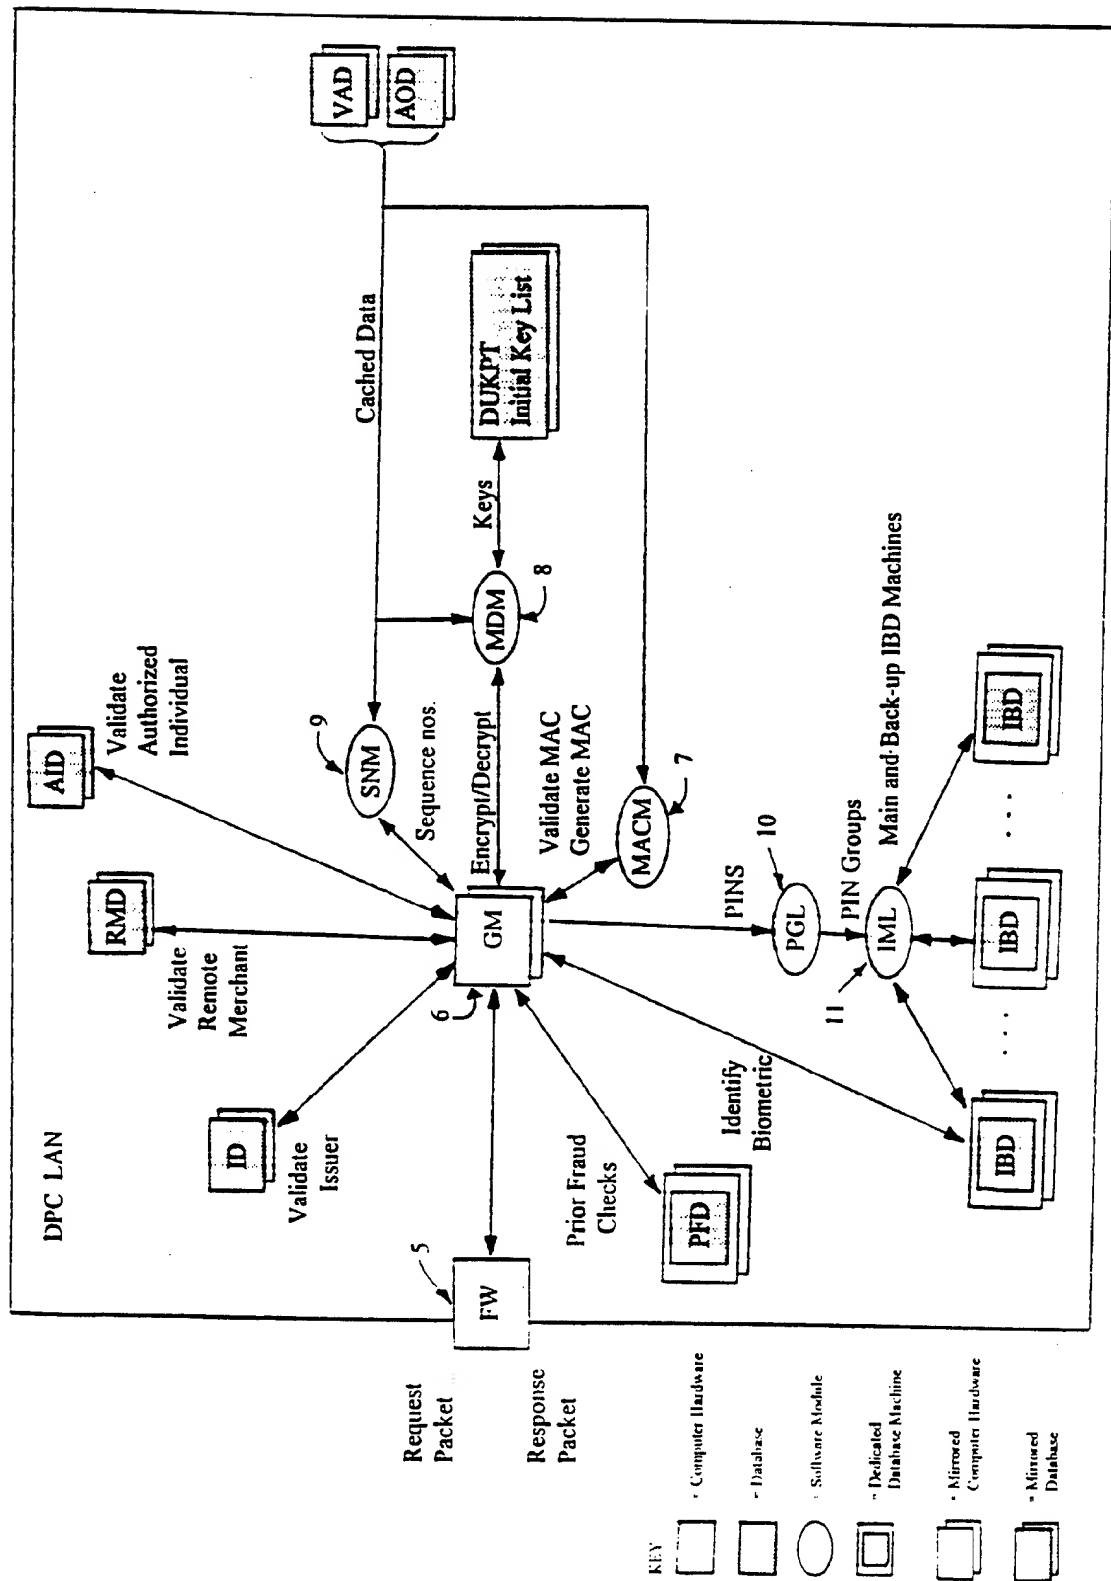 DPC LAN
AID
Validate
Authorized
Individual
RMD
Validate
Remote
Merchant
ID
Validate
Issuer
VAD
AOD
Cached Data
SNM
9
Sequence nos.
DUKPT
Initial Key List
Keys
MDM
8
Encrypt/Decrypt
GM
6
Validate MAC
Generate MAC
MACM
7
FW
5
Request
Packet
Response
Packet
Prior Fraud
Checks
PFD
Identify
Biometric
PINS
PGL
10
PIN Groups
IML
11
Main and Back-up IBD Machines
IBD
. . . .
IBD
. . . .
IBD
KEY
= Computer Hardware
= Database
= Software Module
= Dedicated
Database Machine
= Mirrored
Computer Hardware
= Mirrored
Database